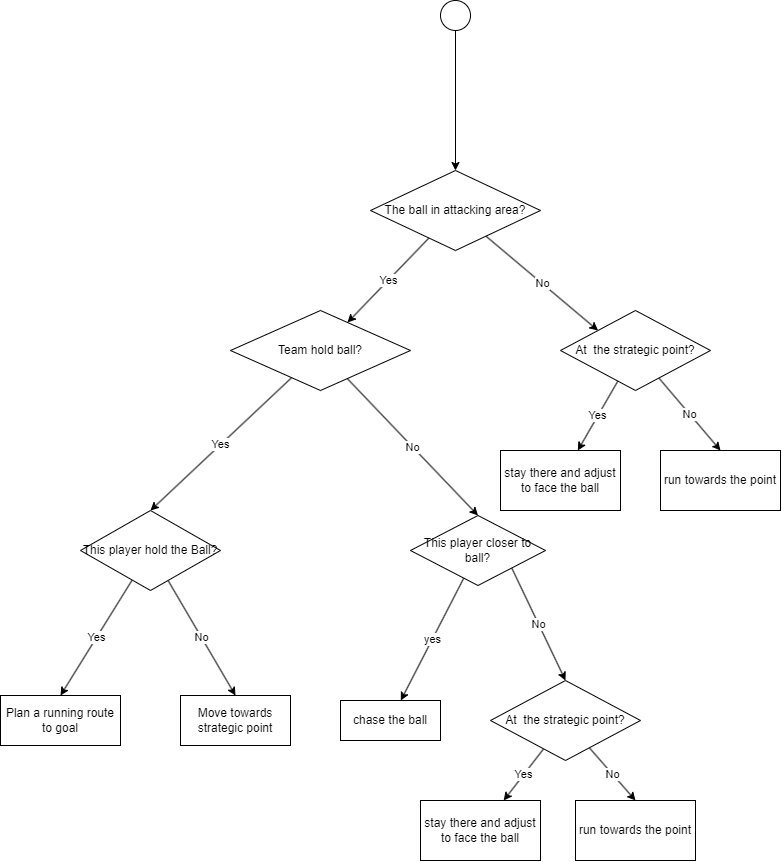 The ball in attacking area?
Yes
No
Team hold ball?
At the strategic point?
Yes
No
Yes
No
stay there and adjust
to face the ball
run towards the point
This player hold the Ball?
This player closer to
ball?
Yes
No
yes
No
Plan a running route
to goal
Move towards
strategic point
chase the ball
At the strategic point?
Yes
No
stay there and adjust
to face the ball
run towards the point